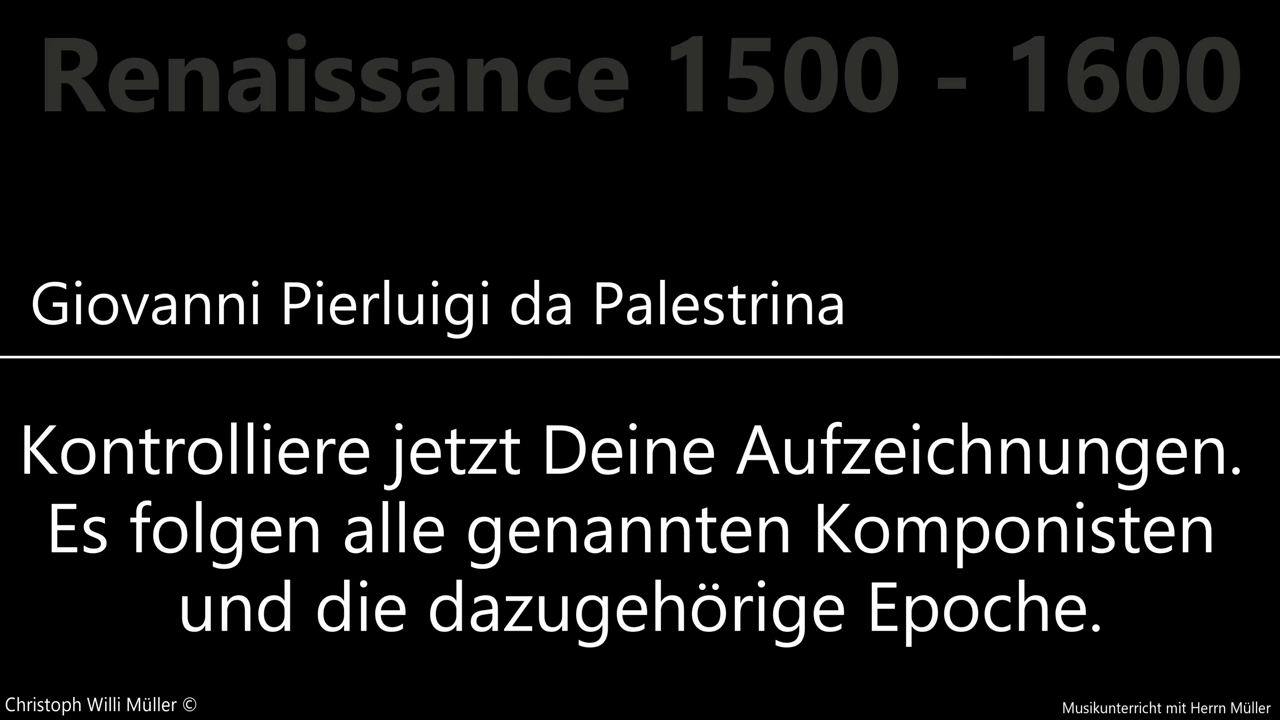 Renaissance 1500 - 1600
Giovanni Pierluigi da Palestrina
Kontrolliere jetzt Deine Aufzeichnungen.
Es folgen alle genannten Komponisten
und die dazugehörige Epoche.
Christoph Willi Müller ©
Musikunterricht mit Herrn Müller